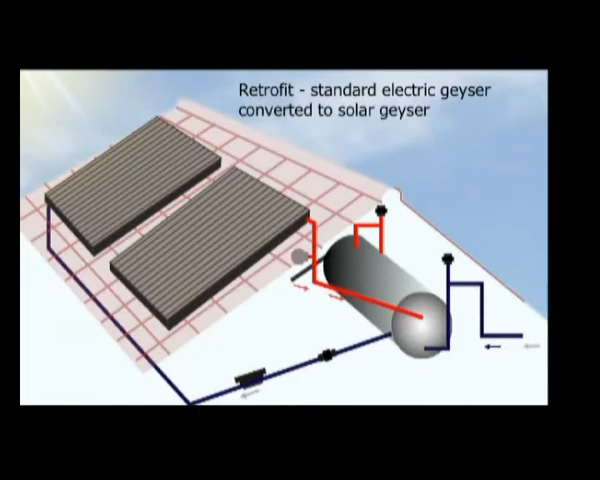 Retrofit - standard electric geyser
converted to solar geyser